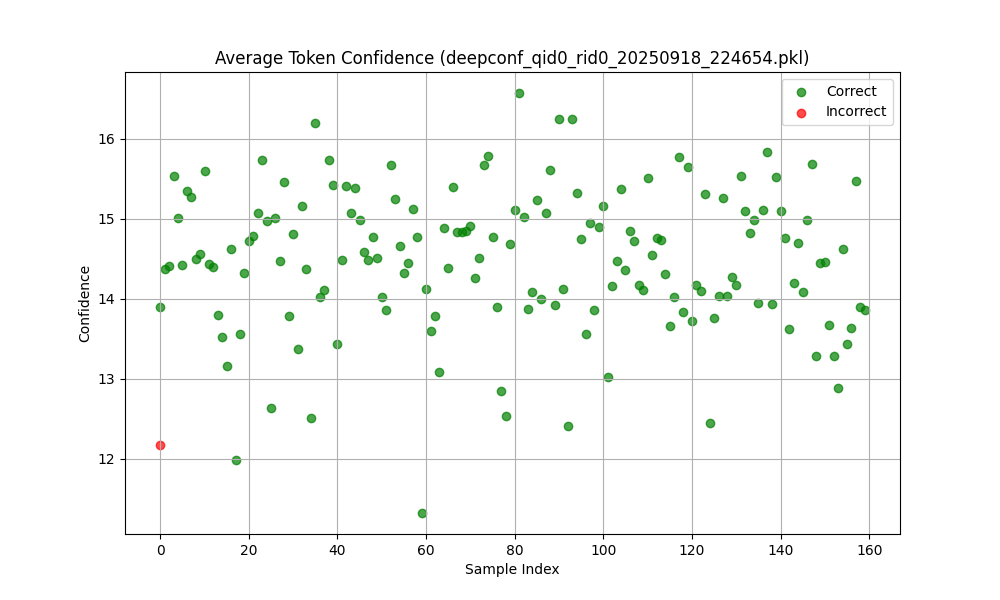 Average Token Confidence (deepconf_qid0_rid0_20250918_224654.pkl)
Correct
Incorrect
16
15
14
13
12
Confidence
0 20 40 60 80 100 120 140 160
Sample Index